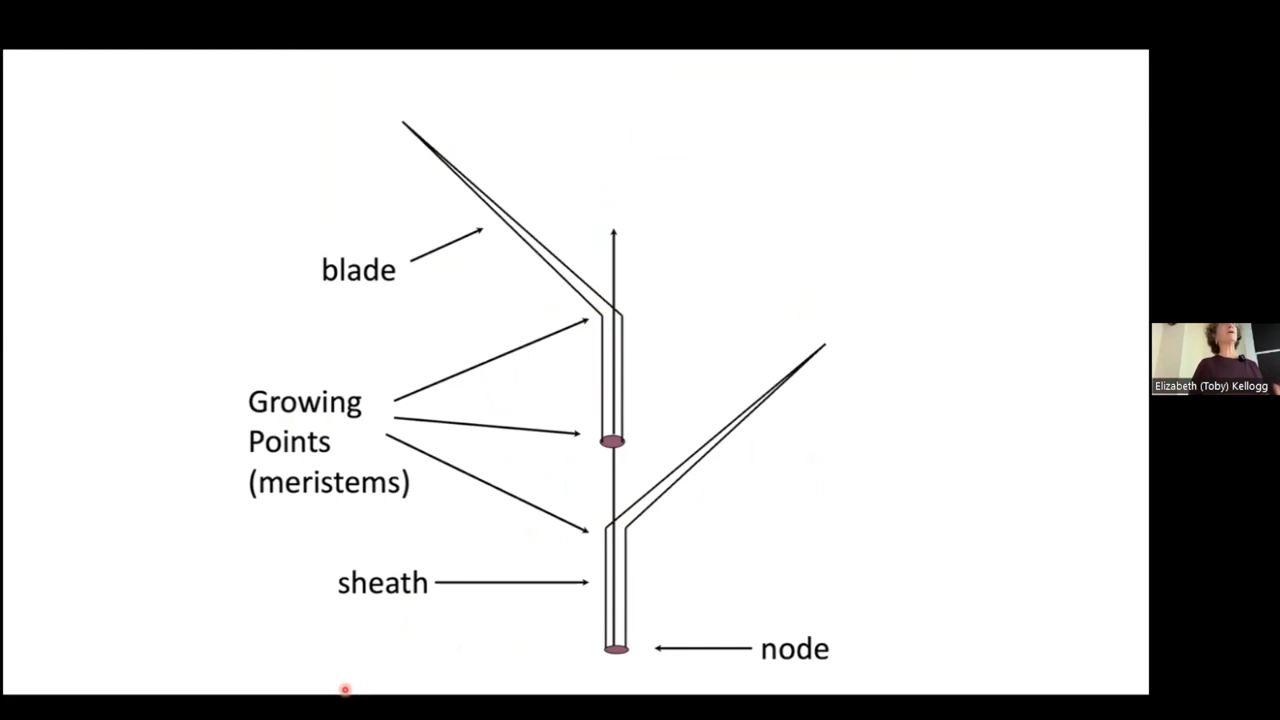 blade
Growing
Points
(meristems)
sheath
node
Elizabeth (Toby) Kellogg